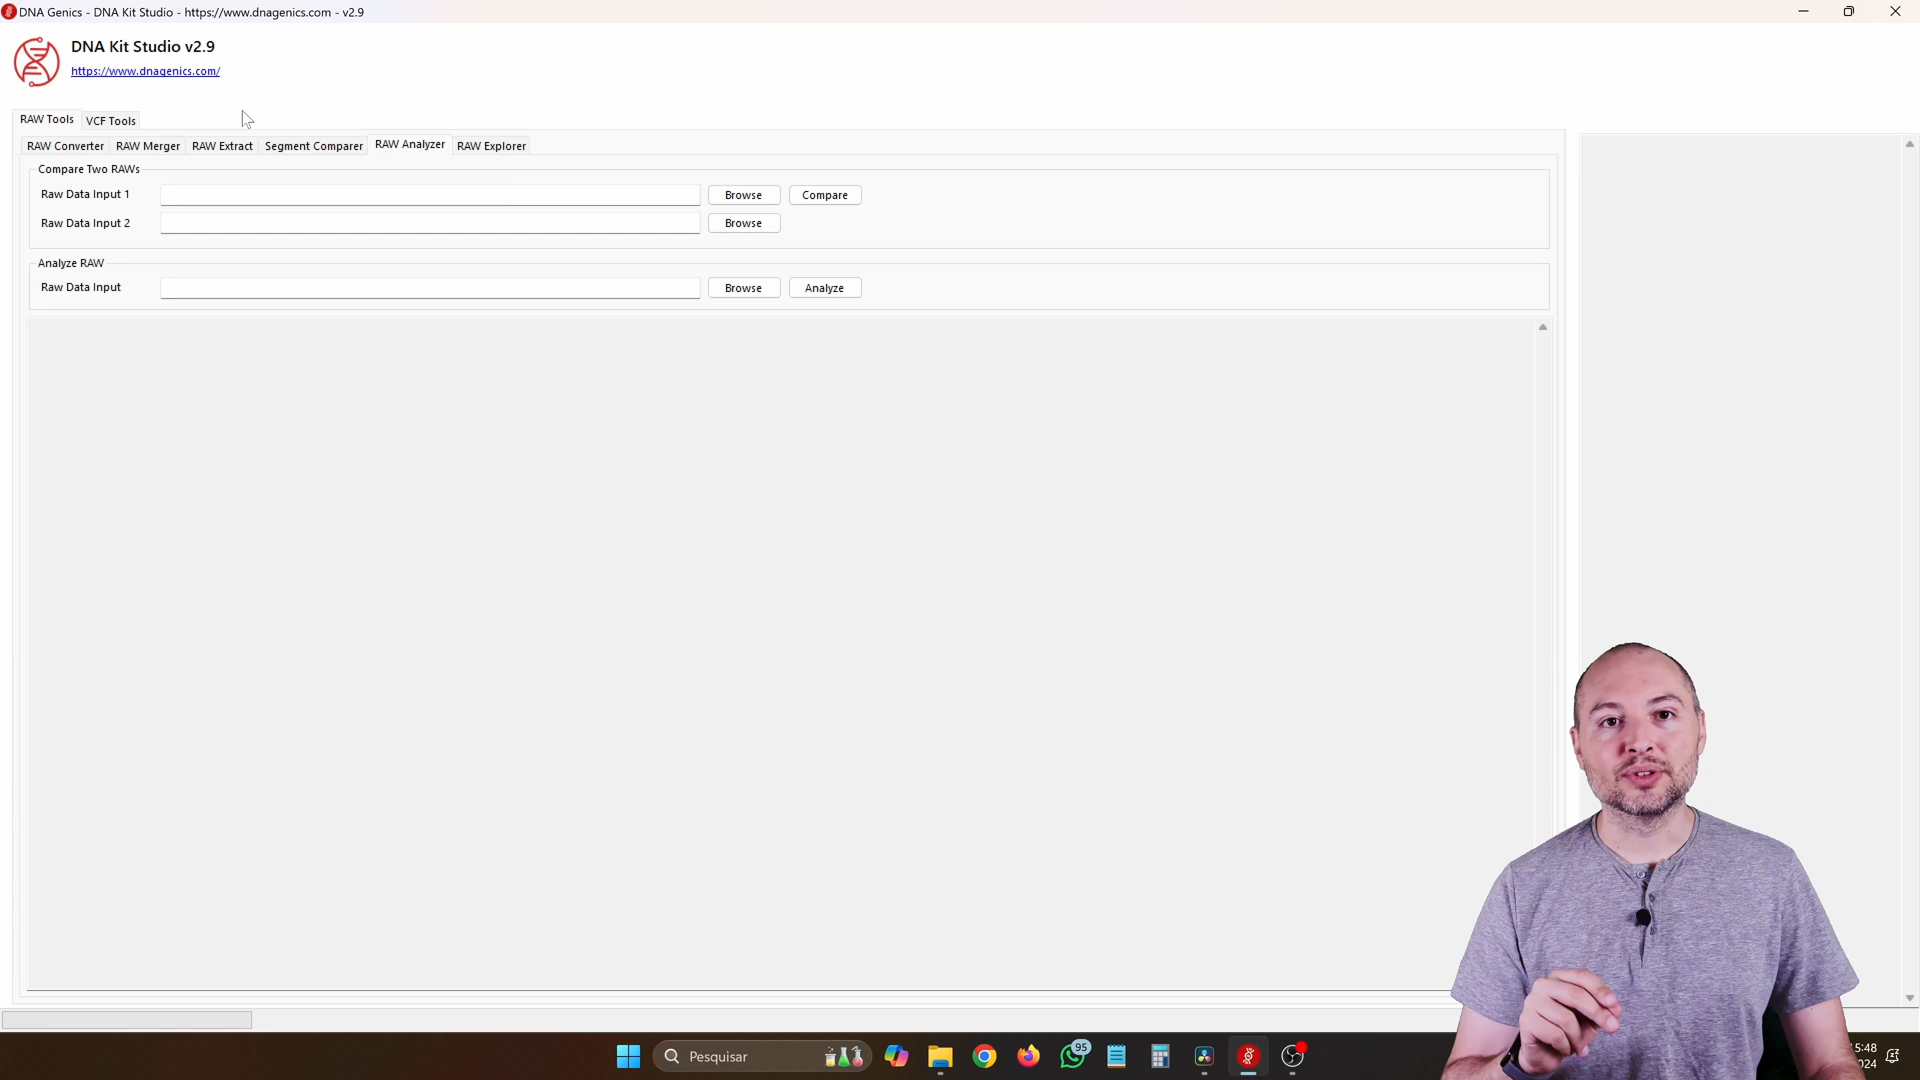 DNA Genics - DNA Kit Studio - https://www.dnagenics.com - v2.9
DNA Kit Studio v2.9
https://www.dnagenics.com/
RAW Tools VCF Tools
RAW Converter RAW Merger RAW Extract Segment Comparer RAW Analyzer RAW Explorer
Compare Two RAWs
Raw Data Input 1 Browse Compare
Raw Data Input 2 Browse
Analyze RAW
Raw Data Input Browse Analyze
Pesquisar
95
5:48
024